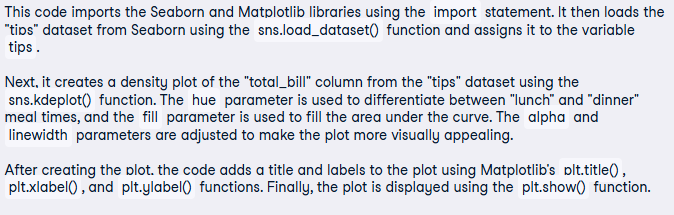 This code imports the Seaborn and Matplotlib libraries using the import statement. It then loads the
"tips" dataset from Seaborn using the sns.load_dataset() function and assigns it to the variable
tips .
Next, it creates a density plot of the "total_bill" column from the "tips" dataset using the
sns.kdeplot() function. The hue parameter is used to differentiate between "lunch" and "dinner"
meal times, and the fill parameter is used to fill the area under the curve. The alpha and
linewidth parameters are adjusted to make the plot more visually appealing.
After creating the plot, the code adds a title and labels to the plot using Matplotlib's plt.title() ,
plt.xlabel() , and plt.ylabel() functions. Finally, the plot is displayed using the plt.show() function.